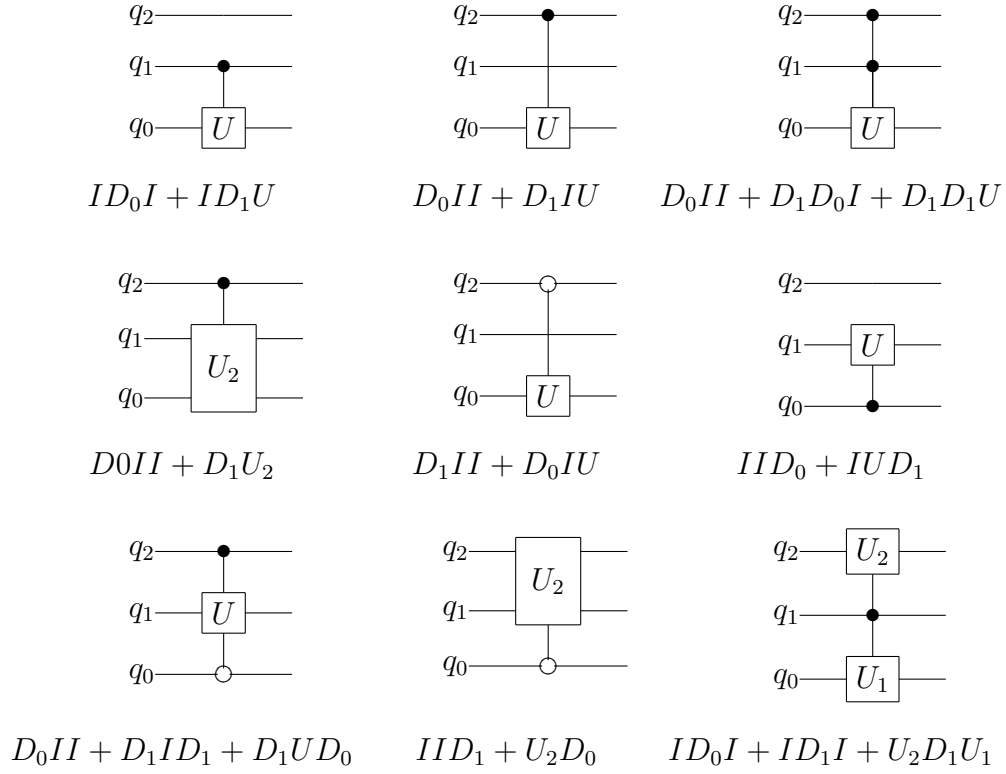 q₂ q₂ q₂
q₁ q₁ q₁
q₀ U q₀ U q₀ U
ID₀I + ID₁U D₀II + D₁IU D₀II + D₁D₀I + D₁D₁U
q₂ q₂ q₂
q₁ U₂ q₁ q₁ U
q₀ q₀ U q₀
D0II + D₁U₂ D₁II + D₀IU IID₀ + IUD₁
q₂ q₂ U₂ q₂ U₂
q₁ U q₁ q₁
q₀ q₀ q₀ U₁
D₀II + D₁ID₁ + D₁UD₀ IID₁ + U₂D₀ ID₀I + ID₁I + U₂D₁U₁